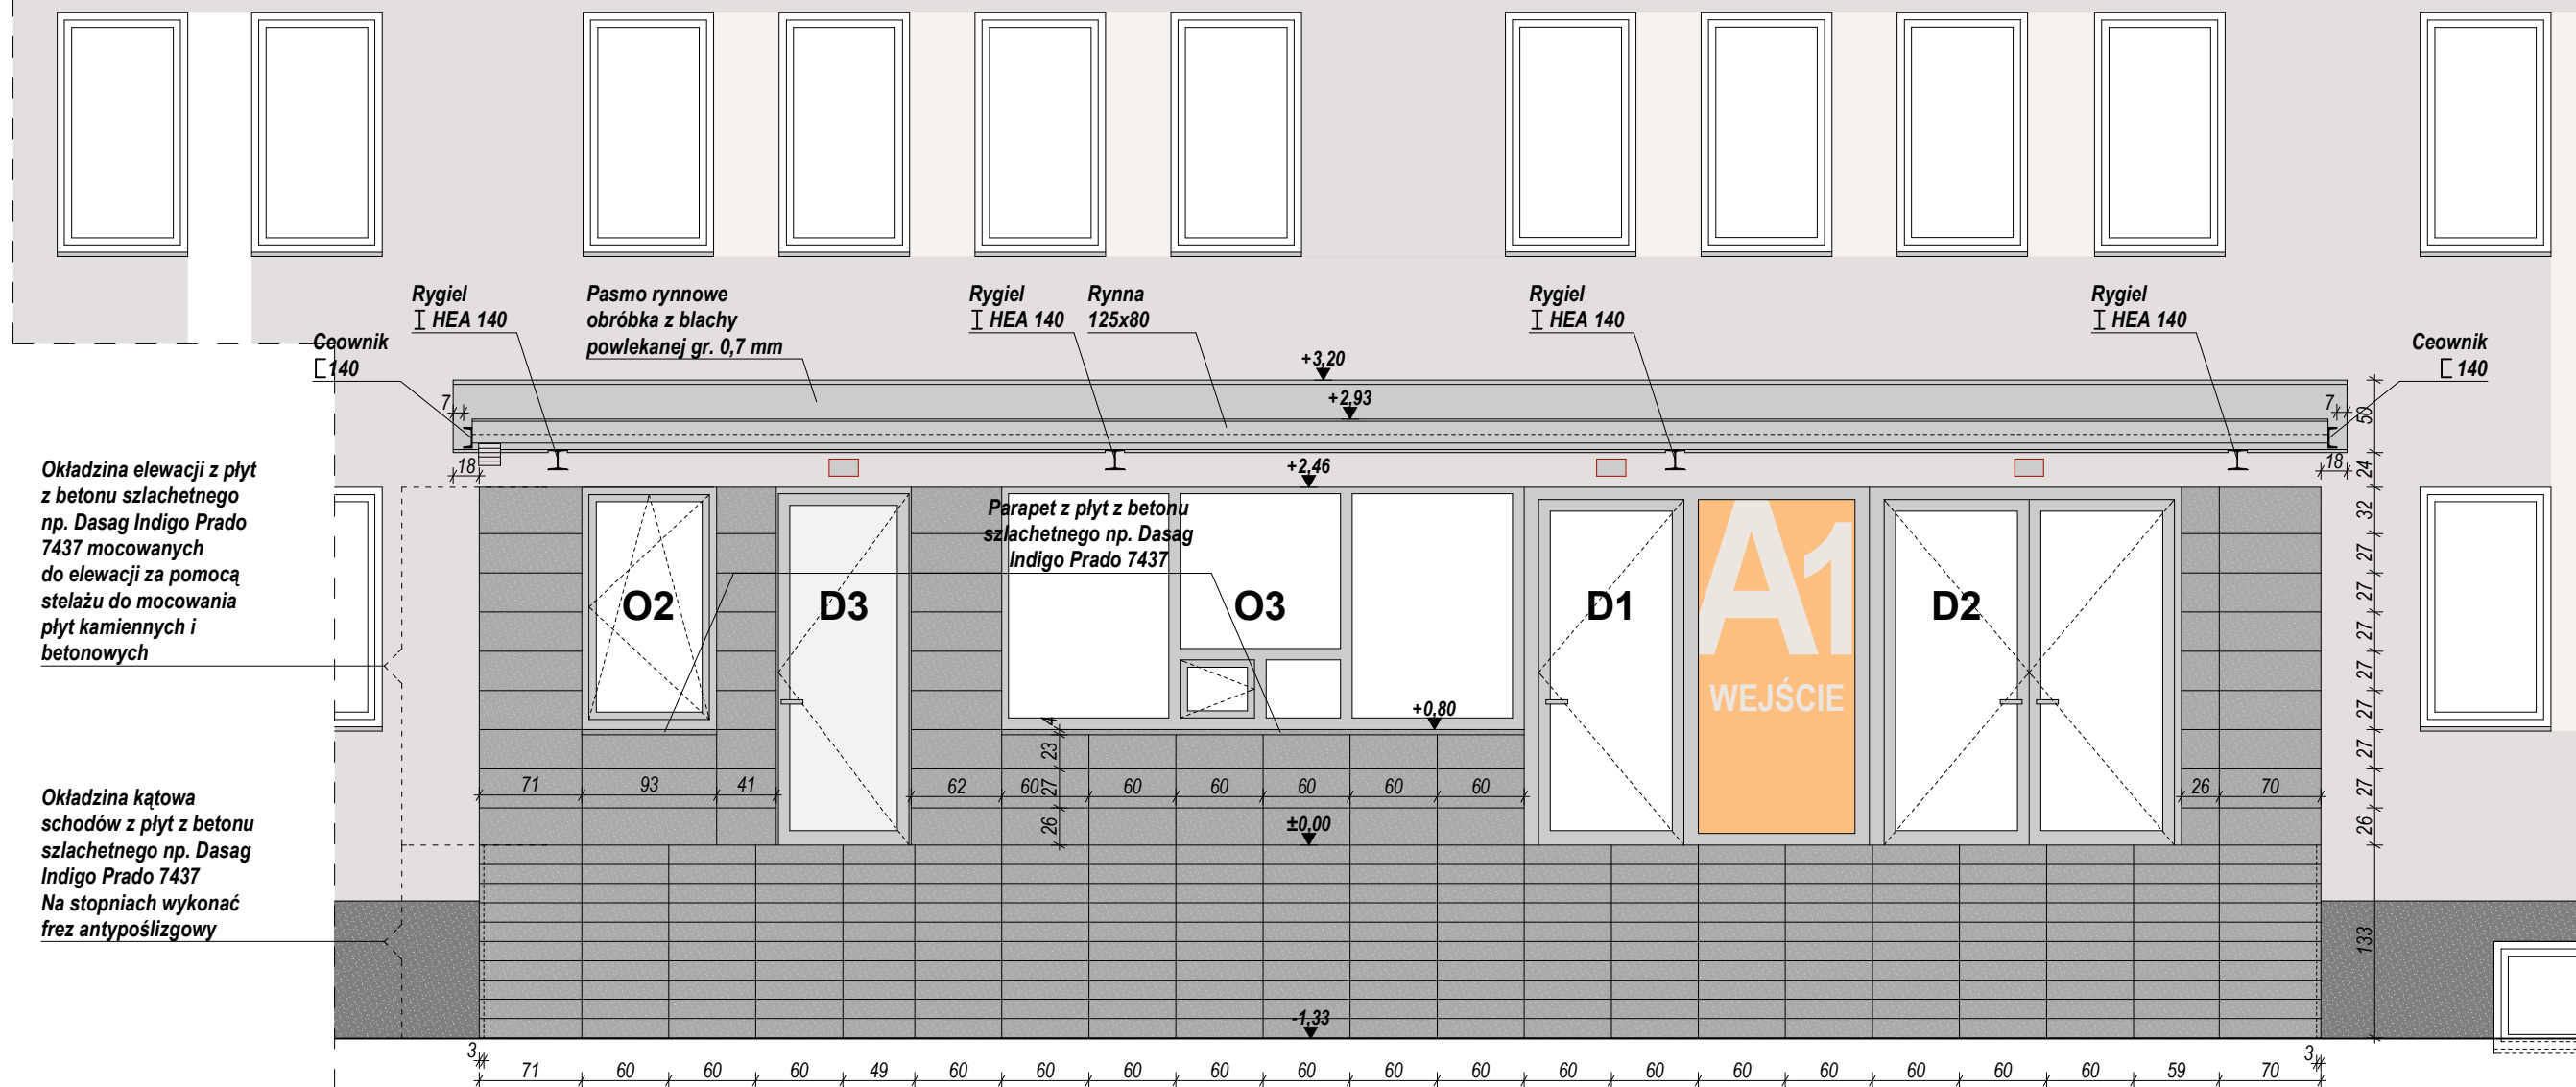 Rygiel
I HEA 140
Pasmo rynnowe
obróbka z blachy
powlekanej gr. 0,7 mm
Rygiel
I HEA 140
Rynna
125x80
Rygiel
I HEA 140
Rygiel
I HEA 140
Ceownik
[ 140
Ceownik
[ 140
+3,20
+2,93
7
7
50
18
18
24
+2,46
Okładzina elewacji z płyt
z betonu szlachetnego
np. Dasag Indigo Prado
7437 mocowanych
do elewacji za pomocą
stelażu do mocowania
płyt kamiennych i
betonowych
Parapet z płyt z betonu
szlachetnego np. Dasag
Indigo Prado 7437
O2
D3
O3
D1
A1
WEJŚCIE
D2
32
27
27
27
27
27
27
27
26
133
+0,80
4
23
27
26
71 93 41 62 60 60 60 60 60 60 26 70
±0,00
Okładzina kątowa
schodów z płyt z betonu
szlachetnego np. Dasag
Indigo Prado 7437
Na stopniach wykonać
frez antypoślizgowy
-1,33
3
3
71 60 60 60 49 60 60 60 60 60 60 60 60 60 60 60 60 60 59 70